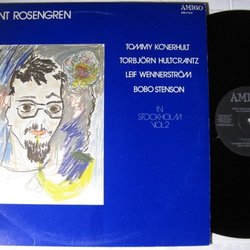 NT ROSENGREN
AMIGO
TOMMY KOVERHULT
TORBJÖRN HULTCRANTZ
LEIF WENNERSTRÖM
BOBO STENSON
IN
STOCKHOLM
VOL.2
AMIGO